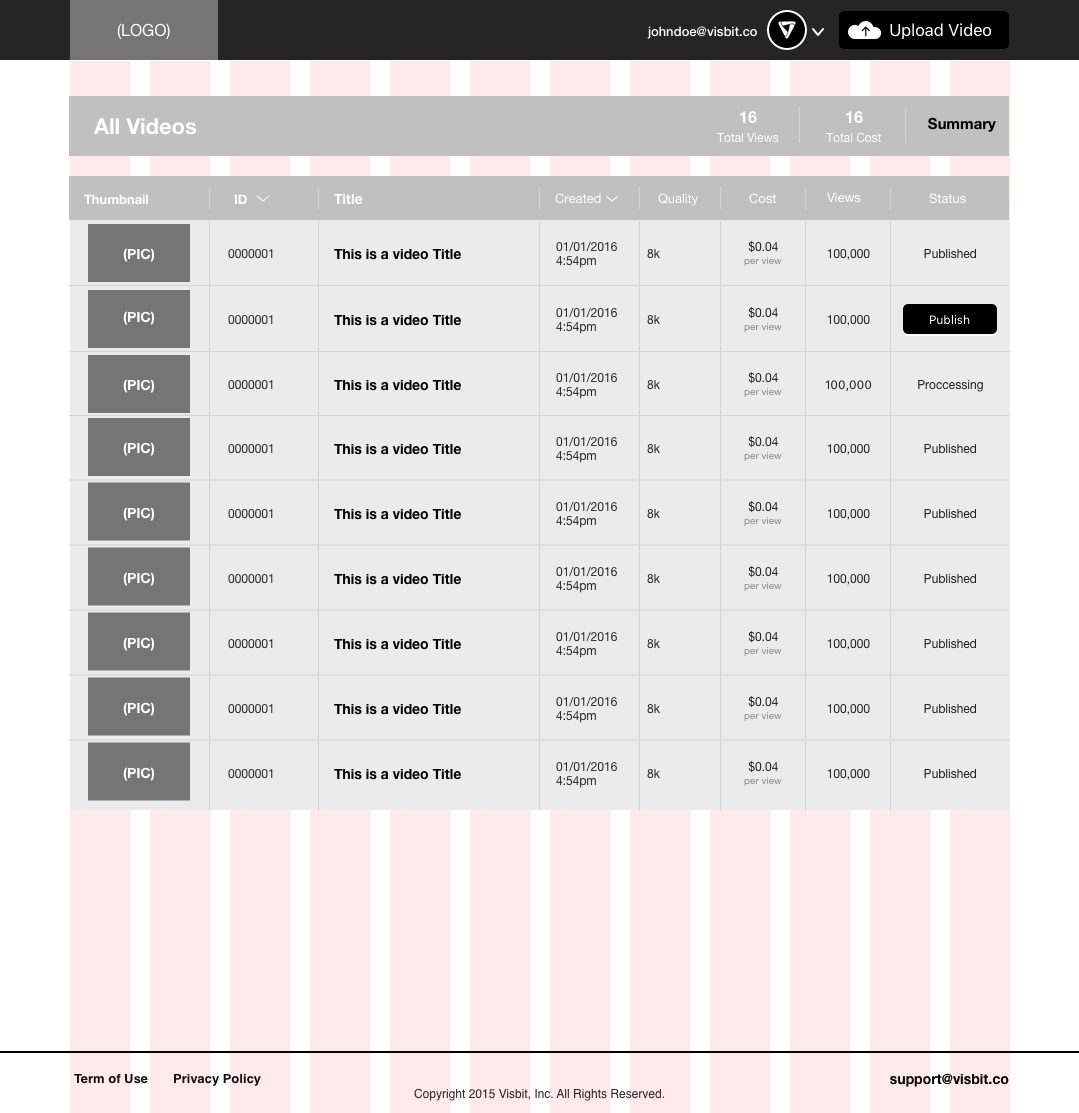 (LOGO)
johndoe@visbit.co
Upload Video
All Videos
16
Total Views
16
Total Cost
Summary
Thumbnail ID Title Created Quality Cost Views Status
(PIC) 0000001 This is a video Title 01/01/2016 4:54pm 8k $0.04 per view 100,000 Published
(PIC) 0000001 This is a video Title 01/01/2016 4:54pm 8k $0.04 per view 100,000 Publish
(PIC) 0000001 This is a video Title 01/01/2016 4:54pm 8k $0.04 per view 100,000 Proccessing
(PIC) 0000001 This is a video Title 01/01/2016 4:54pm 8k $0.04 per view 100,000 Published
(PIC) 0000001 This is a video Title 01/01/2016 4:54pm 8k $0.04 per view 100,000 Published
(PIC) 0000001 This is a video Title 01/01/2016 4:54pm 8k $0.04 per view 100,000 Published
(PIC) 0000001 This is a video Title 01/01/2016 4:54pm 8k $0.04 per view 100,000 Published
(PIC) 0000001 This is a video Title 01/01/2016 4:54pm 8k $0.04 per view 100,000 Published
(PIC) 0000001 This is a video Title 01/01/2016 4:54pm 8k $0.04 per view 100,000 Published
Term of Use Privacy Policy
support@visbit.co
Copyright 2015 Visbit, Inc. All Rights Reserved.